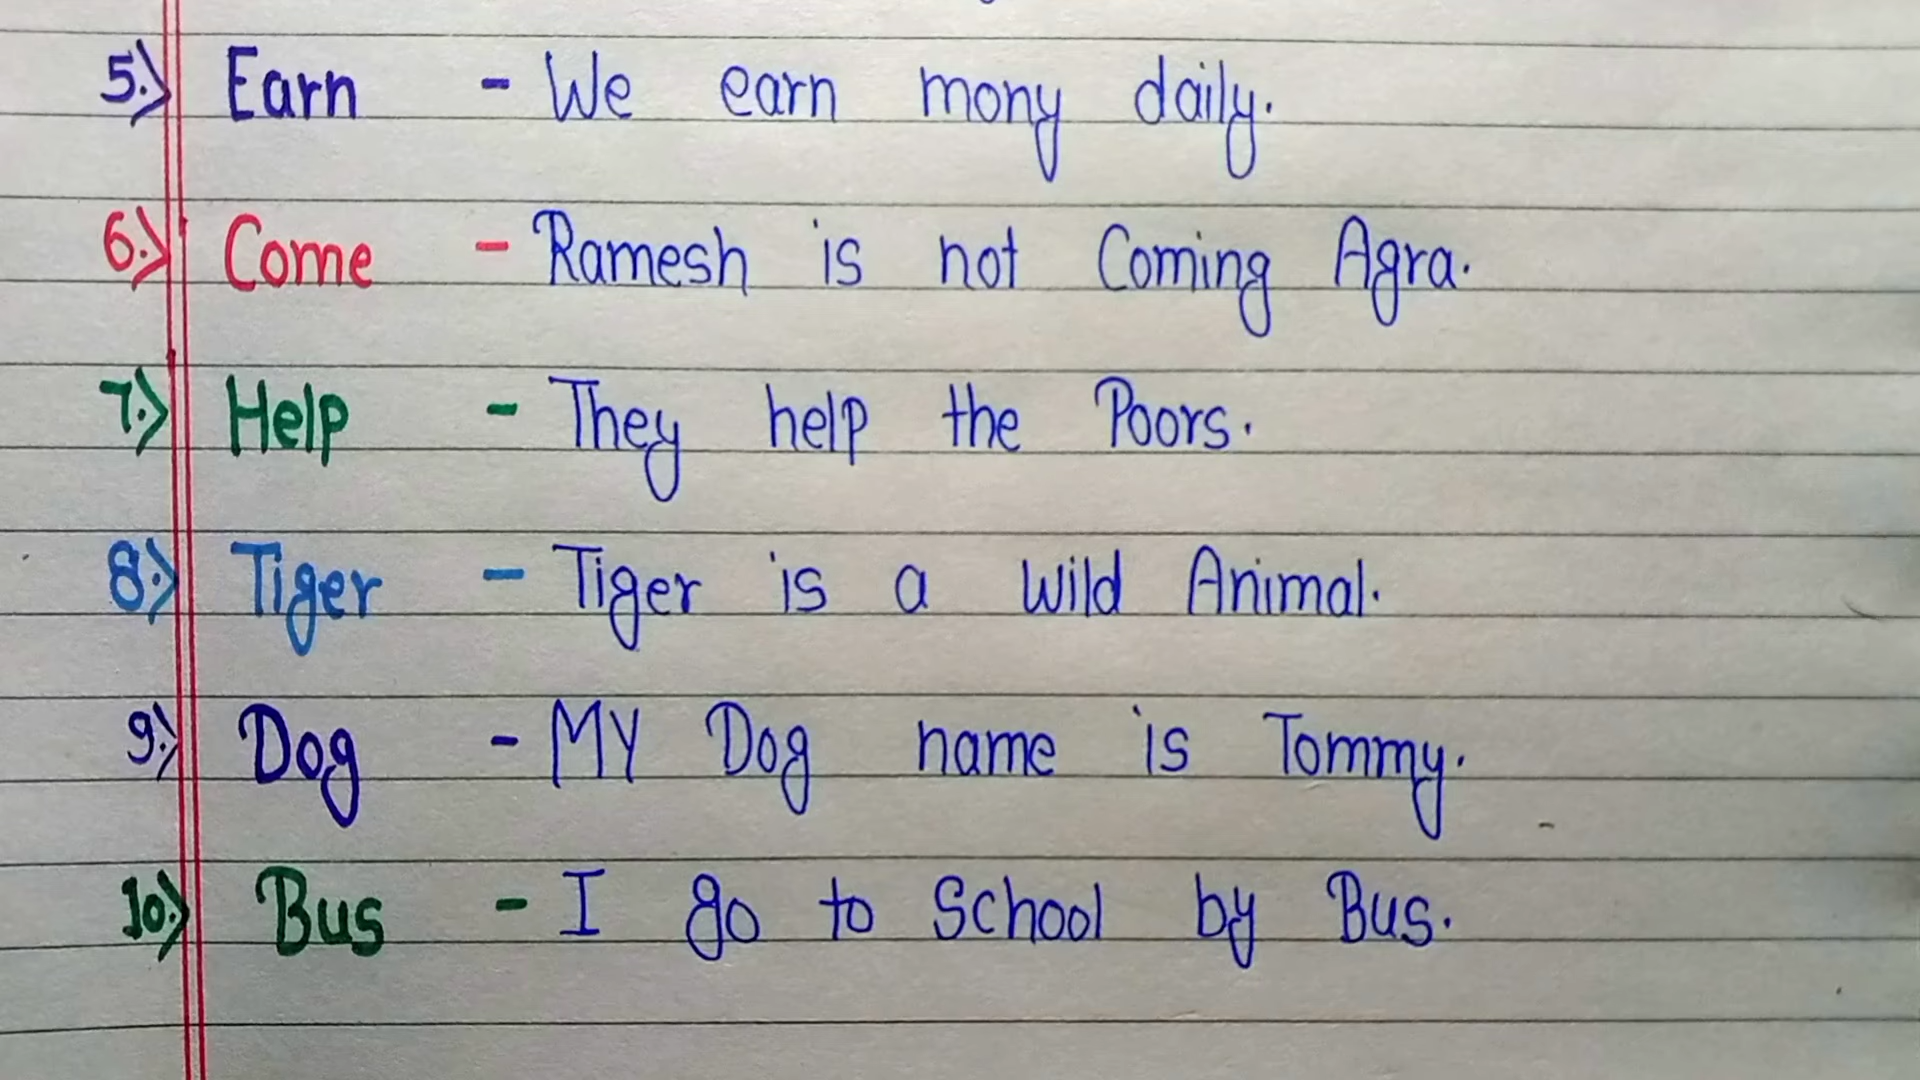 5.) Earn - We earn mony daily.
6.) Come - Ramesh is not Coming Agra.
7.) Help - They help the Poors.
8.) Tiger - Tiger is a Wild Animal.
9.) Dog - MY Dog name is Tommy.
10.) Bus - I go to School by Bus.